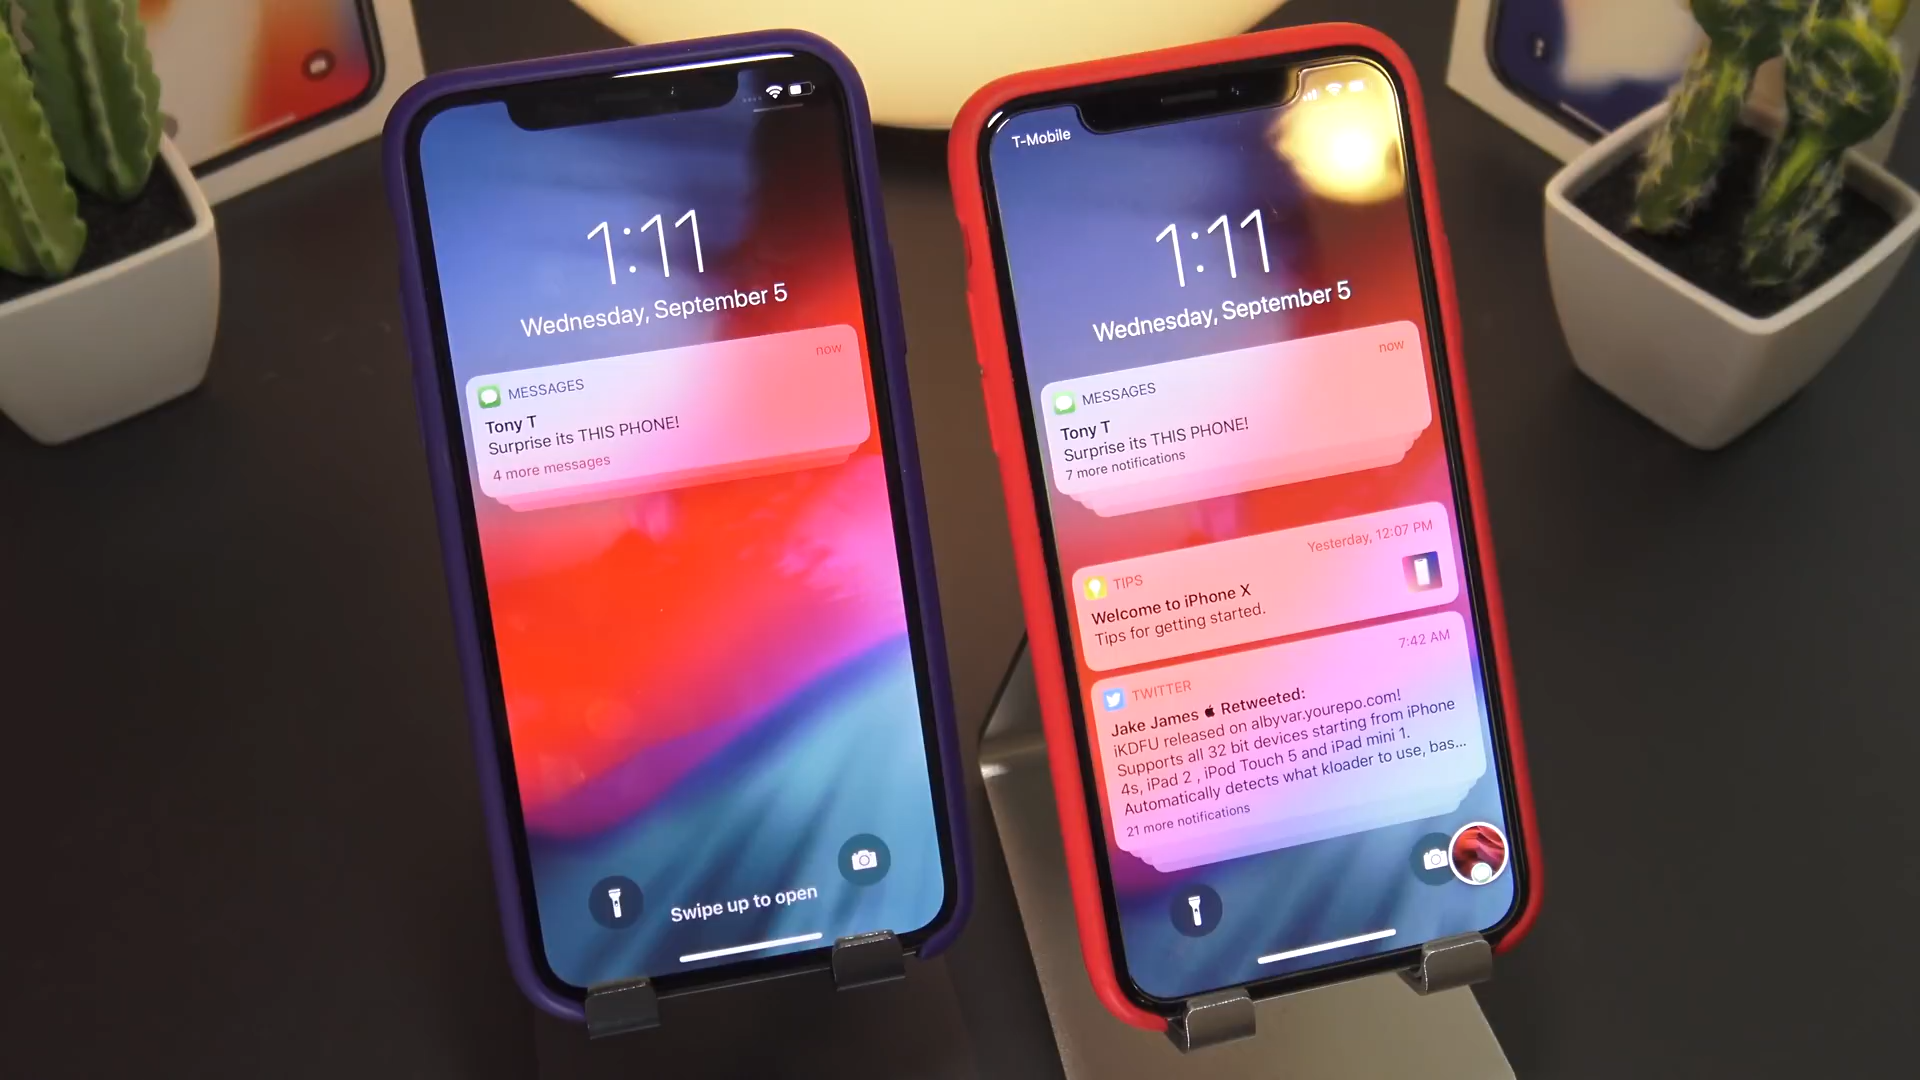 1:11
Wednesday, September 5
MESSAGES
now
Tony T
Surprise its THIS PHONE!
4 more messages
Swipe up to open
T-Mobile
1:11
Wednesday, September 5
MESSAGES
now
Tony T
Surprise its THIS PHONE!
7 more notifications
TIPS
Yesterday, 12:07 PM
Welcome to iPhone X
Tips for getting started.
TWITTER
7:42 AM
Jake James  Retweeted:
iKDFU released on albyvar.yourepo.com!
Supports all 32 bit devices starting from iPhone
4s, iPad 2 , iPod Touch 5 and iPad mini 1.
Automatically detects what kloader to use, bas...
21 more notifications